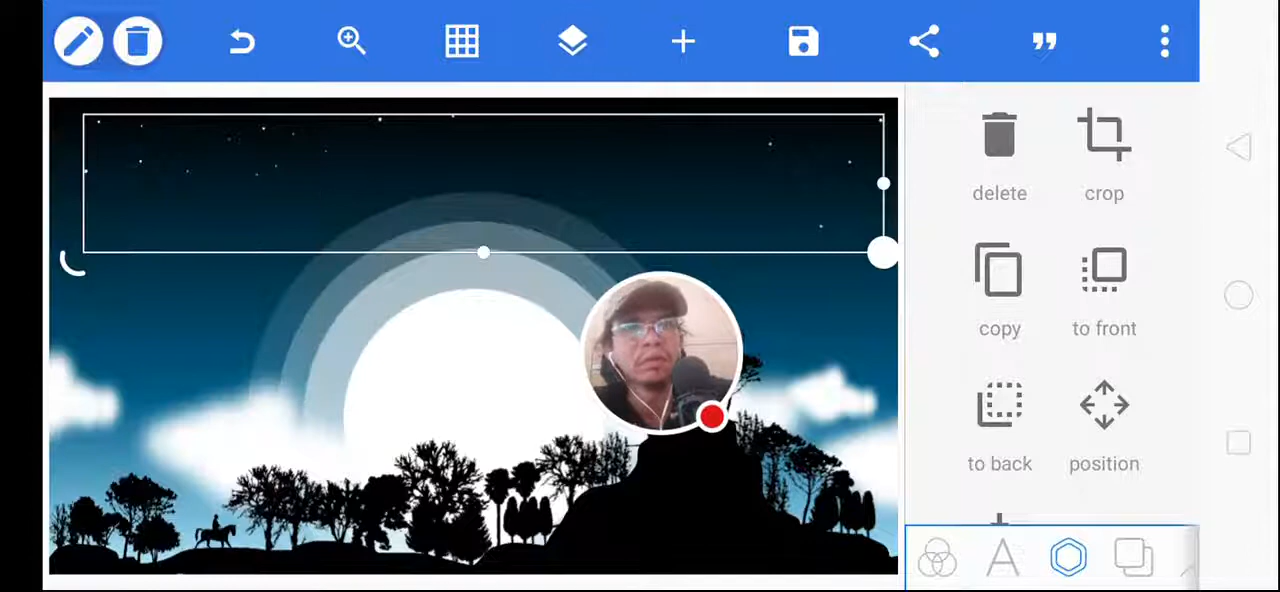 delete
crop
copy
to front
to back
position